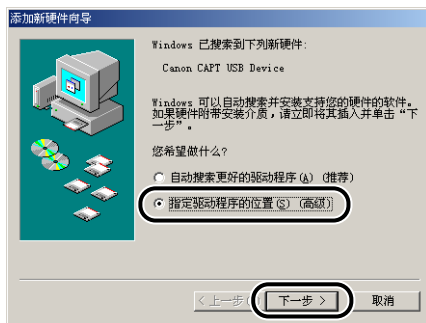 添加新硬件向导
Windows 已搜索到下列新硬件:
Canon CAPT USB Device
Windows 可以自动搜索并安装支持您的硬件的软件。
如果硬件附带安装介质，请立即将其插入并单击“下
一步”。
您希望做什么?
自动搜索更好的驱动程序(A) (推荐)
指定驱动程序的位置(S) (高级)
< 上一步
下一步 >
取消